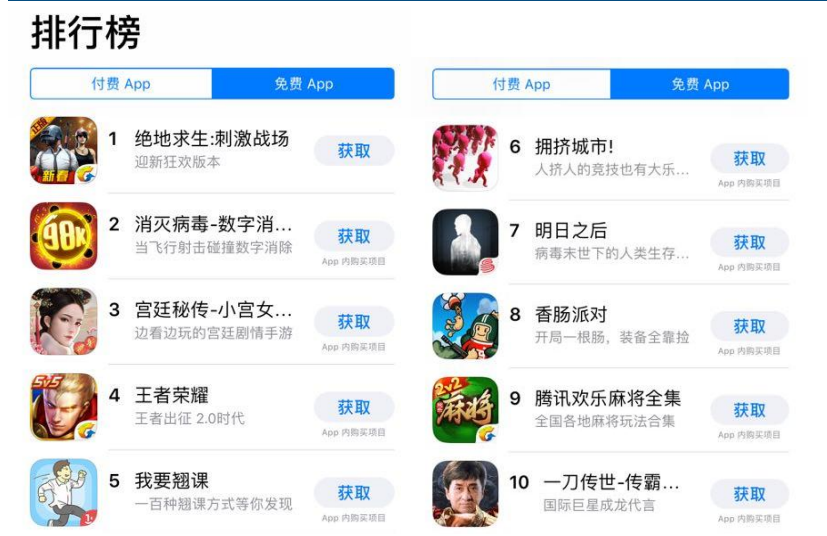 排行榜
付费 App
免费 App
正版
新春
1
绝地求生:刺激战场
迎新狂欢版本
获取
98K
2
消灭病毒-数字消...
当飞行射击碰撞数字消除
获取
App 内购买项目
3
宫廷秘传-小宫女...
边看边玩的宫廷剧情手游
获取
App 内购买项目
5v5
4
王者荣耀
王者出征 2.0时代
获取
App 内购买项目
5
我要翘课
一百种翘课方式等你发现
获取
App 内购买项目
付费 App
免费 App
6
拥挤城市!
人挤人的竞技也有大乐...
获取
App 内购买项目
7
明日之后
病毒末世下的人类生存...
获取
App 内购买项目
8
香肠派对
开局一根肠，装备全靠捡
获取
App 内购买项目
2v2
麻将
9
腾讯欢乐麻将全集
全国各地麻将玩法合集
获取
App 内购买项目
10
一刀传世-传霸...
国际巨星成龙代言
获取
App 内购买项目